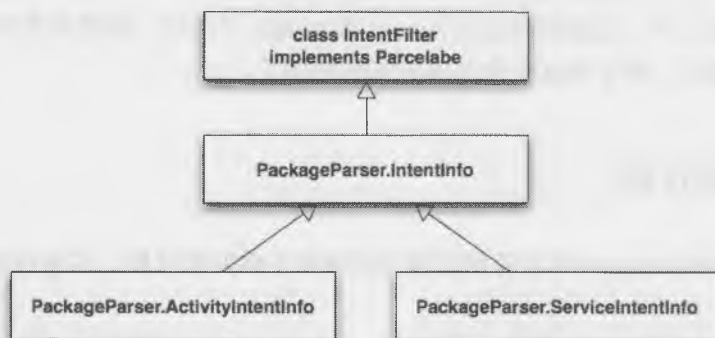 class IntentFilter
implements Parcelabe
PackageParser.IntentInfo
PackageParser.ActivityIntentInfo
PackageParser.ServiceIntentInfo